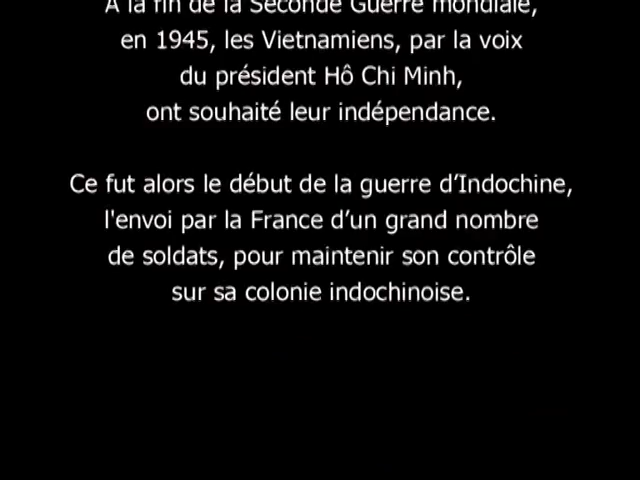 A la fin de la Seconde Guerre mondiale,
en 1945, les Vietnamiens, par la voix
du président Hô Chi Minh,
ont souhaité leur indépendance.
Ce fut alors le début de la guerre d’Indochine,
l'envoi par la France d’un grand nombre
de soldats, pour maintenir son contrôle
sur sa colonie indochinoise.